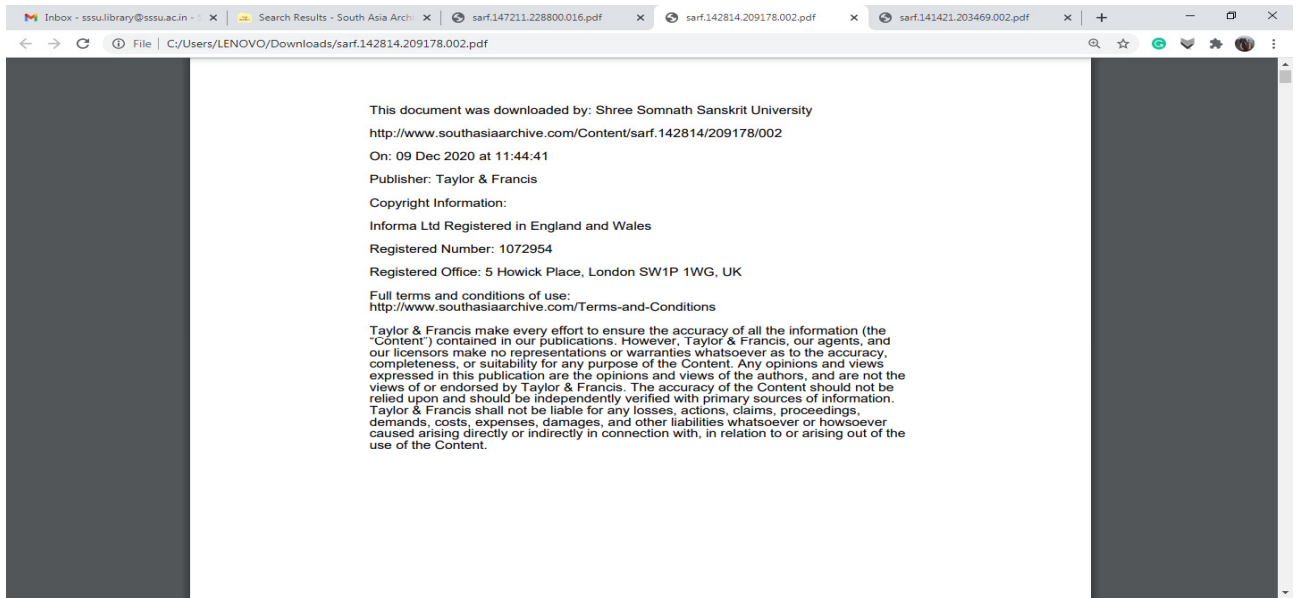 Inbox - sssu.library@sssu.ac.in - S
Search Results - South Asia Archi
sarf.147211.228800.016.pdf
sarf.142814.209178.002.pdf
sarf.141421.203469.002.pdf
File | C:/Users/LENOVO/Downloads/sarf.142814.209178.002.pdf
This document was downloaded by: Shree Somnath Sanskrit University
http://www.southasiaarchive.com/Content/sarf.142814/209178/002
On: 09 Dec 2020 at 11:44:41
Publisher: Taylor & Francis
Copyright Information:
Informa Ltd Registered in England and Wales
Registered Number: 1072954
Registered Office: 5 Howick Place, London SW1P 1WG, UK
Full terms and conditions of use:
http://www.southasiaarchive.com/Terms-and-Conditions
Taylor & Francis make every effort to ensure the accuracy of all the information (the
“Content”) contained in our publications. However, Taylor & Francis, our agents, and
our licensors make no representations or warranties whatsoever as to the accuracy,
completeness, or suitability for any purpose of the Content. Any opinions and views
expressed in this publication are the opinions and views of the authors, and are not the
views of or endorsed by Taylor & Francis. The accuracy of the Content should not be
relied upon and should be independently verified with primary sources of information.
Taylor & Francis shall not be liable for any losses, actions, claims, proceedings,
demands, costs, expenses, damages, and other liabilities whatsoever or howsoever
caused arising directly or indirectly in connection with, in relation to or arising out of the
use of the Content.